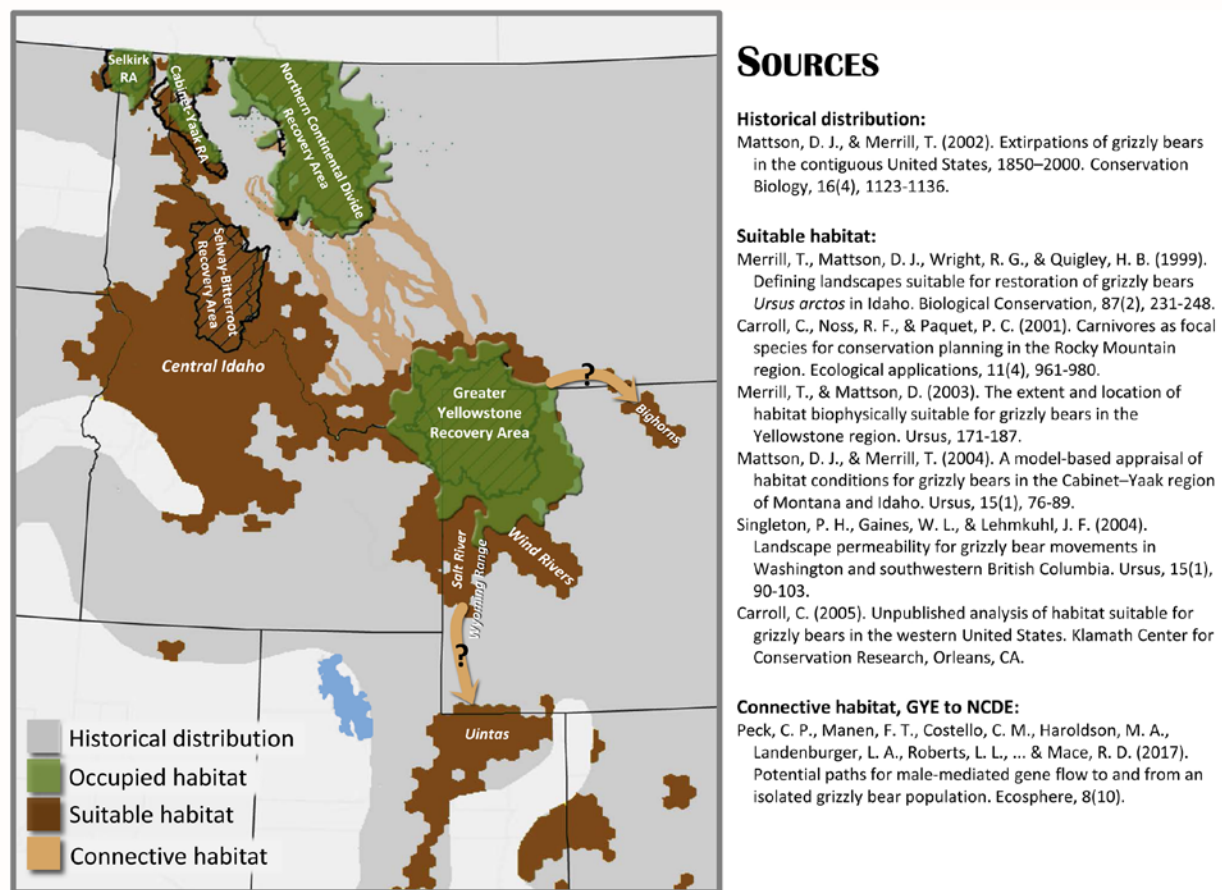 Selkirk
RA
Cabinet-Yaak RA
Northern Continental Divide
Recovery Area
Selway-Bitterroot
Recovery Area
Central Idaho
Greater
Yellowstone
Recovery Area
?
Bighorns
Salt River
Wyoming Range
Wind Rivers
?
Uintas
Historical distribution
Occupied habitat
Suitable habitat
Connective habitat
SOURCES
Historical distribution:
Mattson, D. J., & Merrill, T. (2002). Extirpations of grizzly bears
in the contiguous United States, 1850–2000. Conservation
Biology, 16(4), 1123-1136.
Suitable habitat:
Merrill, T., Mattson, D. J., Wright, R. G., & Quigley, H. B. (1999).
Defining landscapes suitable for restoration of grizzly bears
Ursus arctos in Idaho. Biological Conservation, 87(2), 231-248.
Carroll, C., Noss, R. F., & Paquet, P. C. (2001). Carnivores as focal
species for conservation planning in the Rocky Mountain
region. Ecological applications, 11(4), 961-980.
Merrill, T., & Mattson, D. (2003). The extent and location of
habitat biophysically suitable for grizzly bears in the
Yellowstone region. Ursus, 171-187.
Mattson, D. J., & Merrill, T. (2004). A model-based appraisal of
habitat conditions for grizzly bears in the Cabinet–Yaak region
of Montana and Idaho. Ursus, 15(1), 76-89.
Singleton, P. H., Gaines, W. L., & Lehmkuhl, J. F. (2004).
Landscape permeability for grizzly bear movements in
Washington and southwestern British Columbia. Ursus, 15(1),
90-103.
Carroll, C. (2005). Unpublished analysis of habitat suitable for
grizzly bears in the western United States. Klamath Center for
Conservation Research, Orleans, CA.
Connective habitat, GYE to NCDE:
Peck, C. P., Manen, F. T., Costello, C. M., Haroldson, M. A.,
Landenburger, L. A., Roberts, L. L., ... & Mace, R. D. (2017).
Potential paths for male-mediated gene flow to and from an
isolated grizzly bear population. Ecosphere, 8(10).